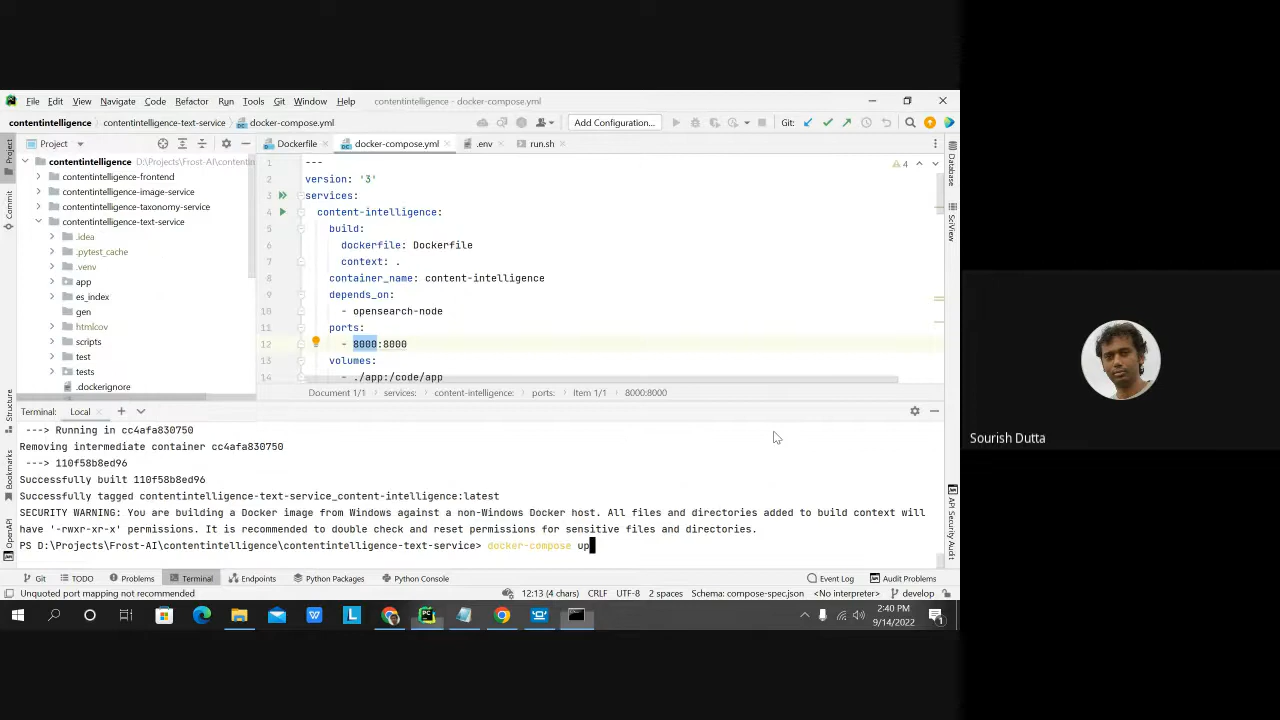 File Edit View Navigate Code Refactor Run Tools Git Window Help contentintelligence - docker-compose.yml
contentintelligence contentintelligence-text-service docker-compose.yml Add Configuration... Git:
Project Dockerfile docker-compose.yml .env run.sh
contentintelligence D:\Projects\Frost-AI\contentin
contentintelligence-frontend
contentintelligence-image-service
contentintelligence-taxonomy-service
contentintelligence-text-service
.idea
.pytest_cache
.venv
app
es_index
gen
htmlcov
scripts
test
tests
.dockerignore
1 ---
2 version: '3'
3 services:
4 content-intelligence:
5 build:
6 dockerfile: Dockerfile
7 context: .
8 container_name: content-intelligence
9 depends_on:
10 - opensearch-node
11 ports:
12 - 8000:8000
13 volumes:
14 - ./app:/code/app
4
Document 1/1 services: content-intelligence: ports: Item 1/1 8000:8000
Project
Commit
Structure
Bookmarks
OpenAPI
Database
SciView
API Security Audit
Terminal: Local
---> Running in cc4afa830750
Removing intermediate container cc4afa830750
---> 110f58b8ed96
Successfully built 110f58b8ed96
Successfully tagged contentintelligence-text-service_content-intelligence:latest
SECURITY WARNING: You are building a Docker image from Windows against a non-Windows Docker host. All files and directories added to build context will
have '-rwxr-xr-x' permissions. It is recommended to double check and reset permissions for sensitive files and directories.
PS D:\Projects\Frost-AI\contentintelligence\contentintelligence-text-service> docker-compose up
Git TODO Problems Terminal Endpoints Python Packages Python Console Event Log Audit Problems
Unquoted port mapping not recommended 12:13 (4 chars) CRLF UTF-8 2 spaces Schema: compose-spec.json <No interpreter> develop
2:40 PM
9/14/2022
Sourish Dutta